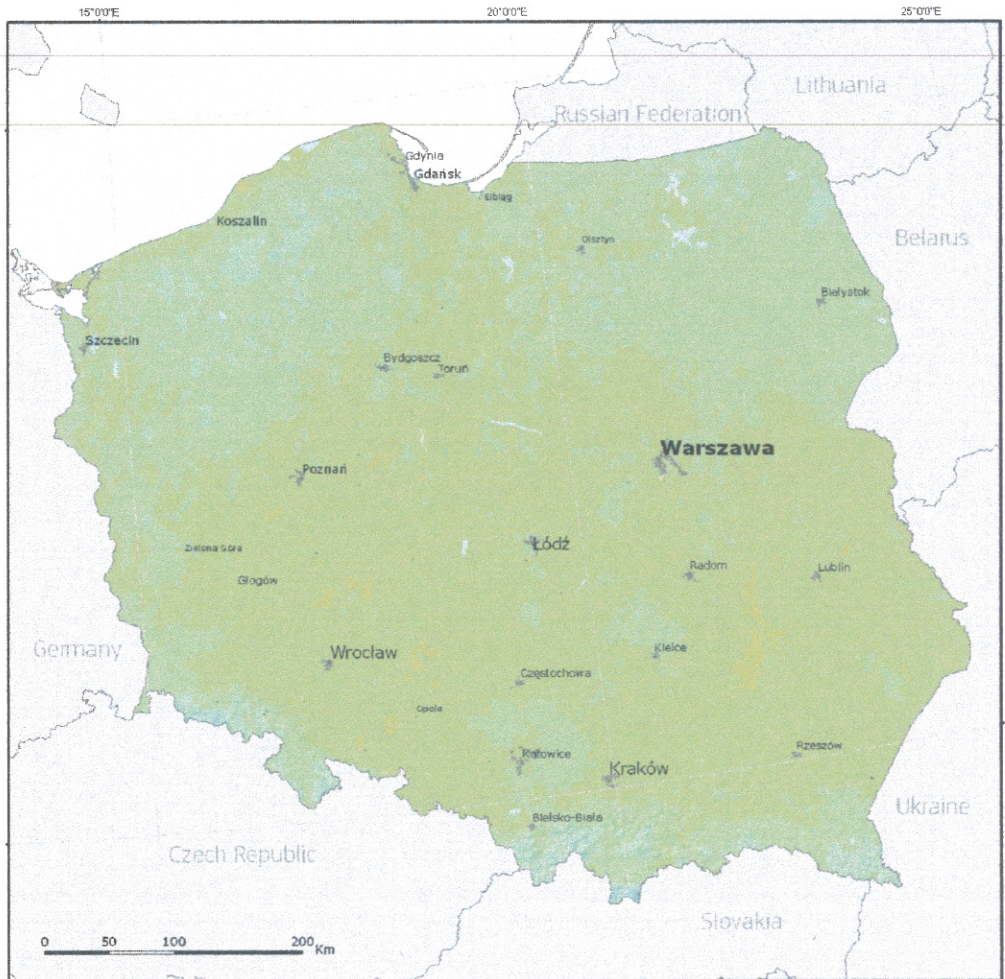 15°0'0"E
20°0'0"E
25°0'0"E
Lithuania
Russian Federation
Gdynia
Gdańsk
Elbląg
Koszalin
Olsztyn
Belarus
Białystok
Szczecin
Bydgoszcz
Toruń
Warszawa
Poznań
Łódź
Zielona Góra
Głogów
Radom
Lublin
Germany
Wrocław
Kielce
Częstochowa
Opole
Katowice
Rzeszów
Kraków
Ukraine
Bielsko-Biała
Czech Republic
Slovakia
0 50 100 200 Km